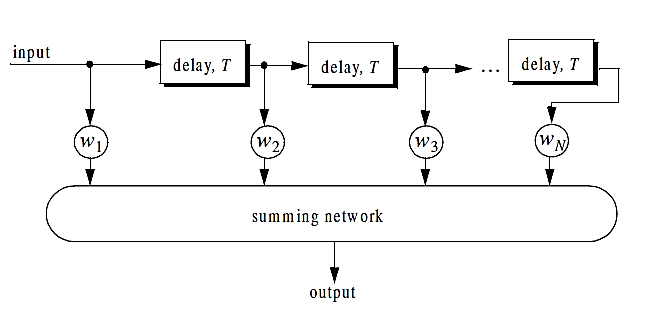 input
delay, T
delay, T
...
delay, T
w1
w2
w3
wN
summing network
output